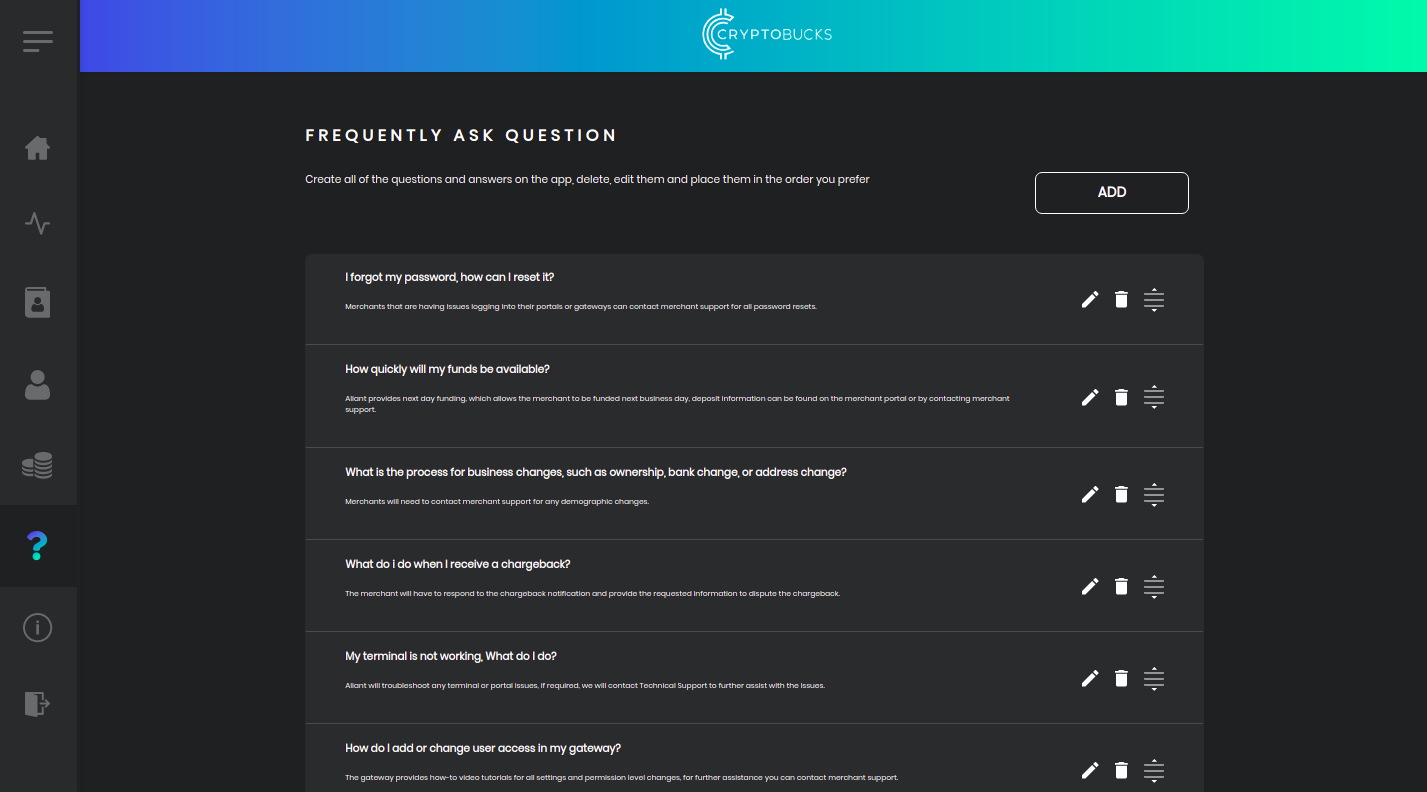 CRYPTOBUCKS
FREQUENTLY ASK QUESTION
Create all of the questions and answers on the app, delete, edit them and place them in the order you prefer
ADD
I forgot my password, how can I reset it?
Merchants that are having issues logging into their portals or gateways can contact merchant support for all password resets.
How quickly will my funds be available?
Aliant provides next day funding, which allows the merchant to be funded next business day, deposit information can be found on the merchant portal or by contacting merchant
support.
What is the process for business changes, such as ownership, bank change, or address change?
Merchants will need to contact merchant support for any demographic changes.
What do i do when I receive a chargeback?
The merchant will have to respond to the chargeback notification and provide the requested information to dispute the chargeback.
My terminal is not working, What do I do?
Aliant will troubleshoot any terminal or portal issues, if required, we will contact Technical Support to further assist with the issues.
How do I add or change user access in my gateway?
The gateway provides how-to video tutorials for all settings and permission level changes, for further assistance you can contact merchant support.